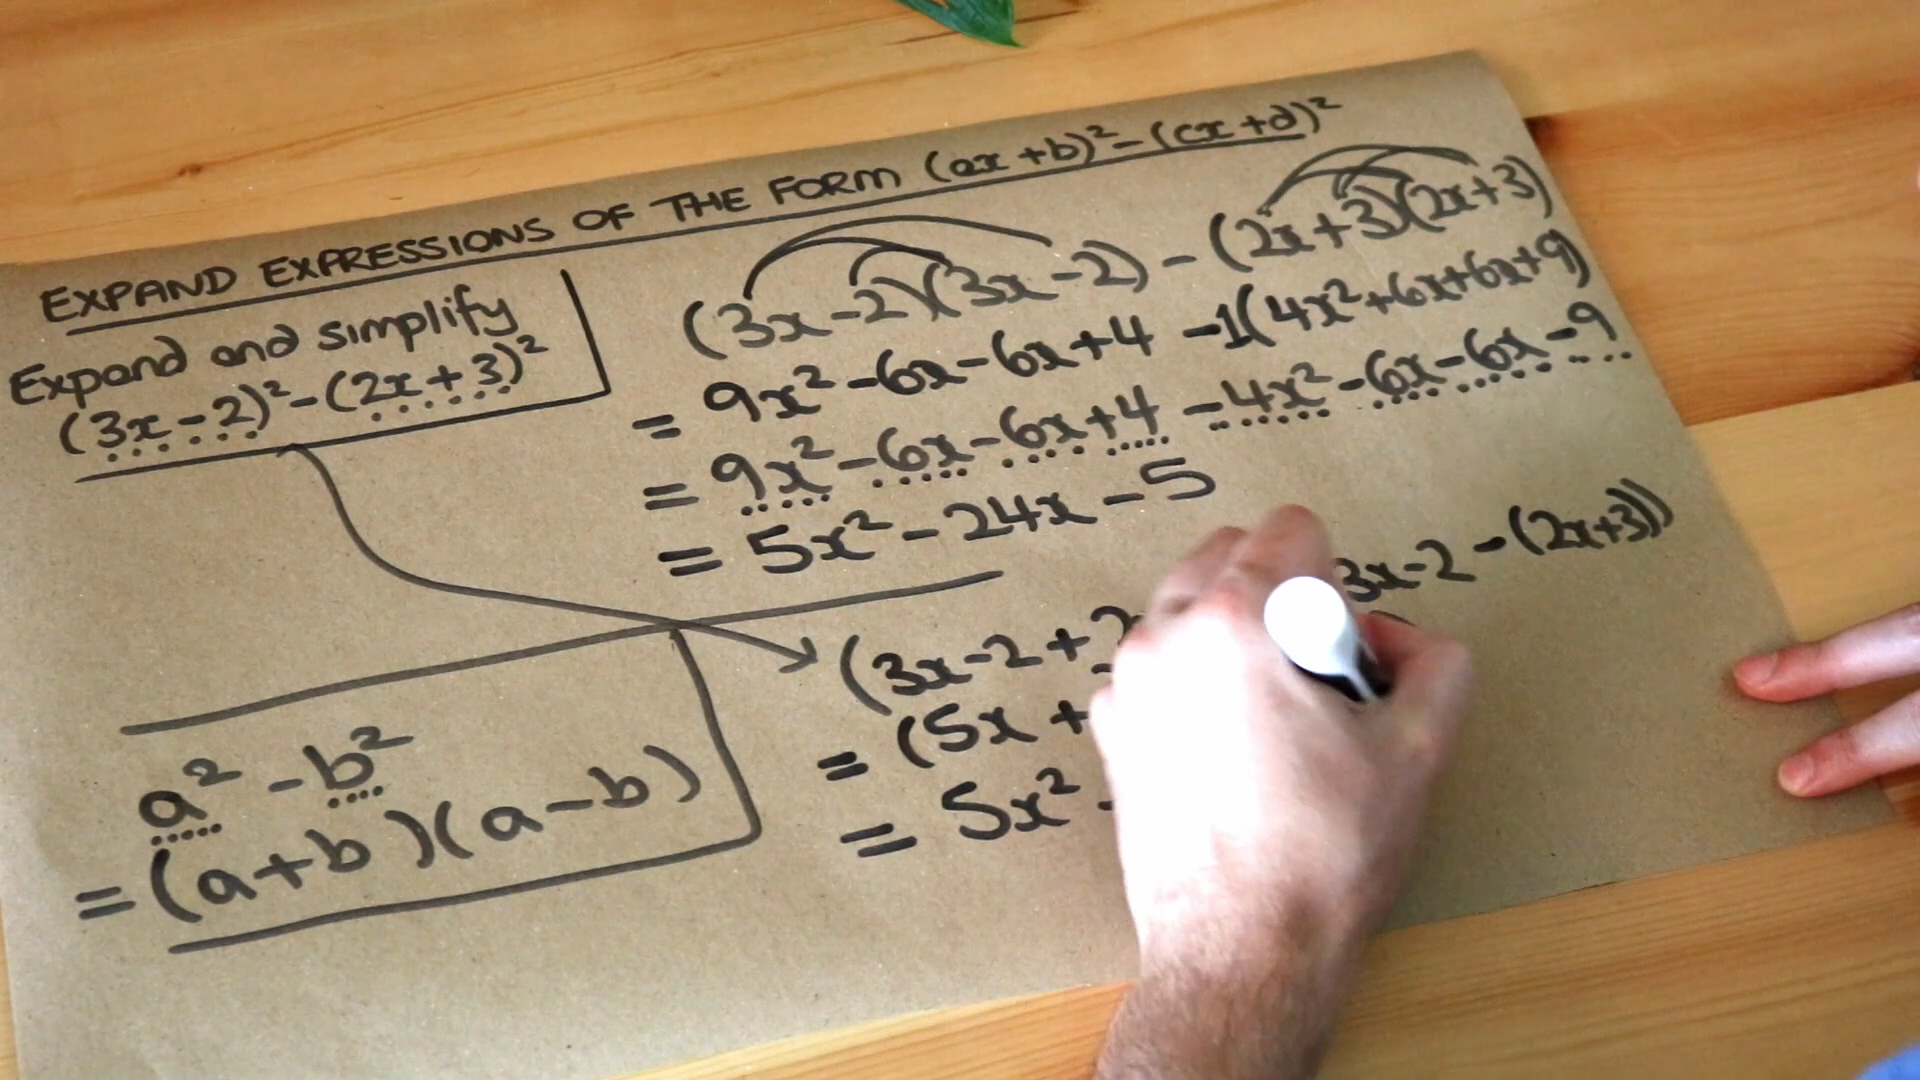 EXPAND EXPRESSIONS OF THE FORM (ax+b)² - (cx+d)²
Expand and simplify
(3x-2)² - (2x+3)²
(3x-2)(3x-2) - (2x+3)(2x+3)
= 9x² -6x-6x+4 -1(4x²+6x+6x+9)
= 9x²-6x-6x+4 -4x²-6x-6x-9
= 5x² - 24x - 5
(3x-2+ 3x-2 -(2x+3))
= (5x +
= 5x²
a² - b²
= (a+b)(a-b)